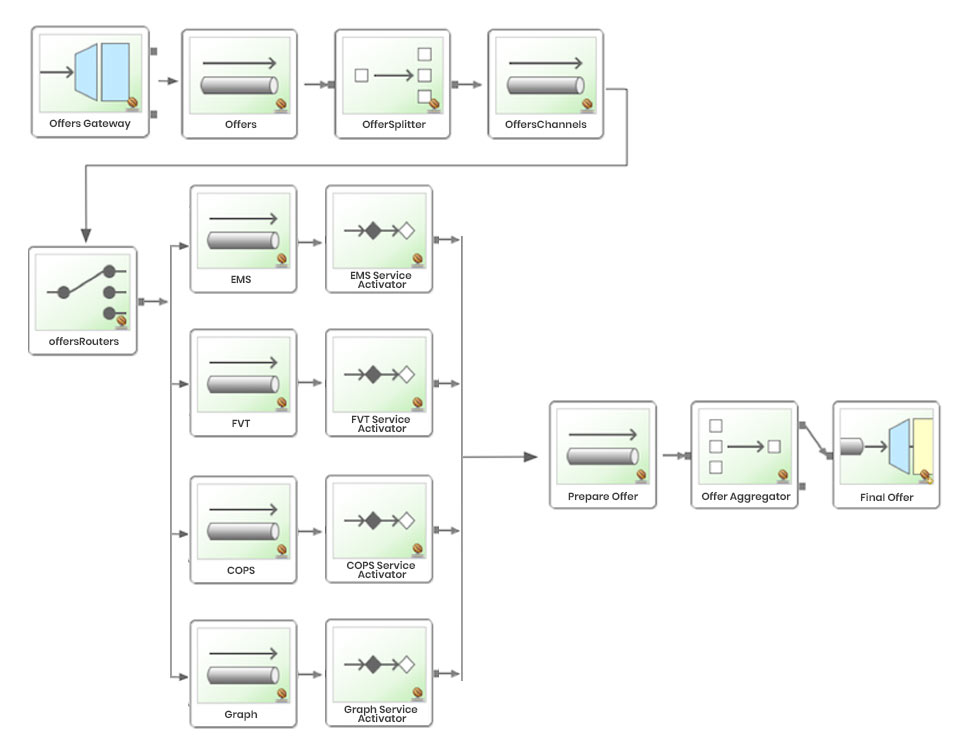 Offers Gateway
Offers
OfferSplitter
OffersChannels
offersRouters
EMS
EMS Service
Activator
FVT
FVT Service
Activator
COPS
COPS Service
Activator
Graph
Graph Service
Activator
Prepare Offer
Offer Aggregator
Final Offer